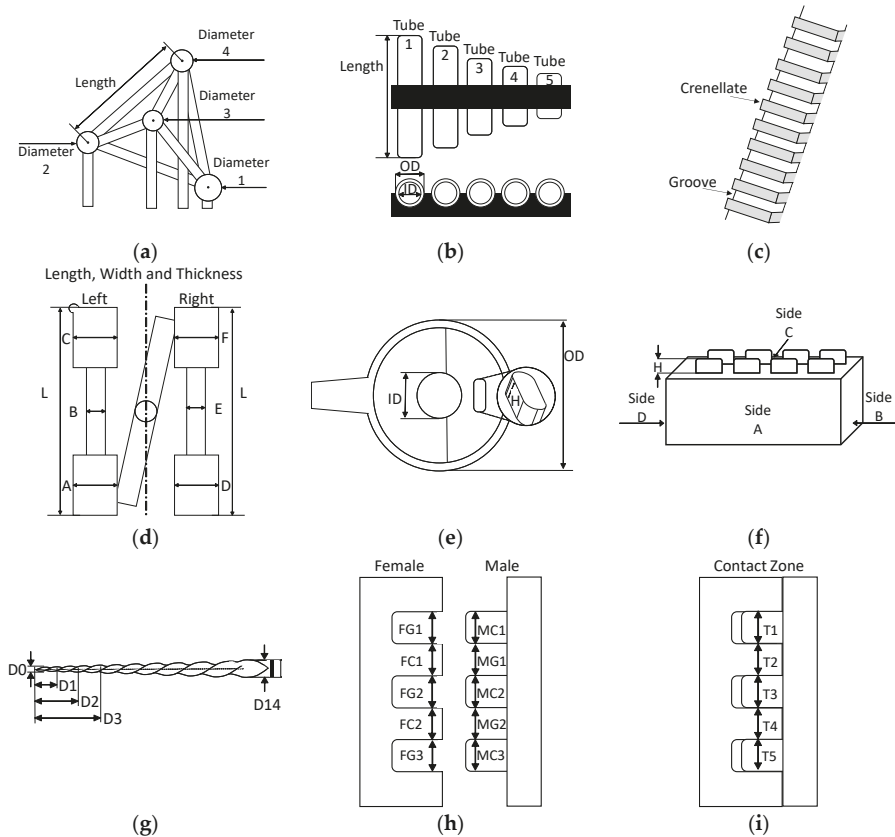 Diameter
4
Length
Diameter
3
Diameter
2
Diameter
1
(a)
Tube
1
Tube
2
Tube
3
Tube
4
Tube
5
Length
OD
ID
(b)
Crenellate
Groove
(c)
Length, Width and Thickness
Left
Right
C
F
L
L
B
E
A
D
(d)
OD
ID
H
(e)
Side
C
H
Side
D
Side
A
Side
B
(f)
D0
D1
D2
D3
D14
(g)
Female
Male
FG1
MC1
FC1
MG1
FG2
MC2
FC2
MG2
FG3
MC3
(h)
Contact Zone
T1
T2
T3
T4
T5
(i)